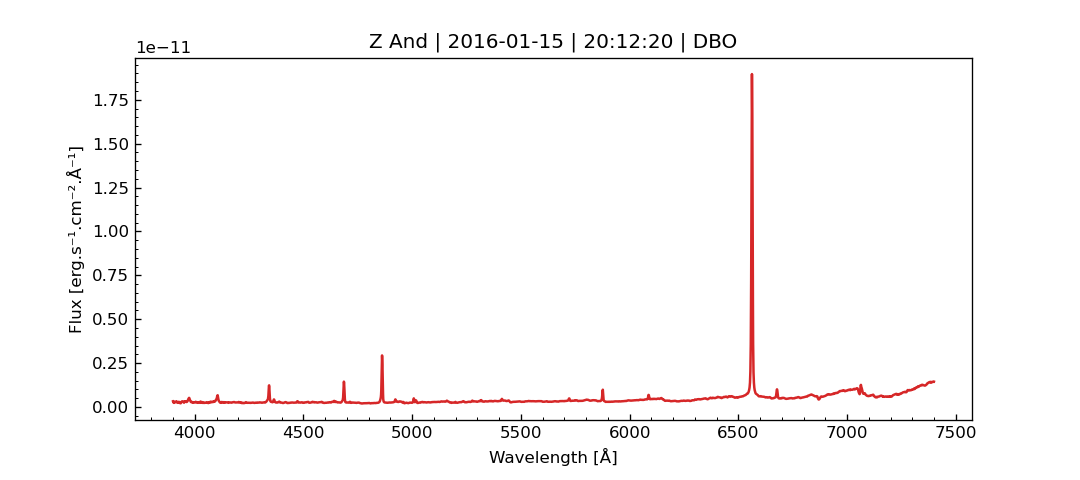 Z And | 2016-01-15 | 20:12:20 | DBO
1e−11
1.75
1.50
1.25
1.00
0.75
0.50
0.25
0.00
Flux [erg.s⁻¹.cm⁻².Å⁻¹]
4000 4500 5000 5500 6000 6500 7000 7500
Wavelength [Å]